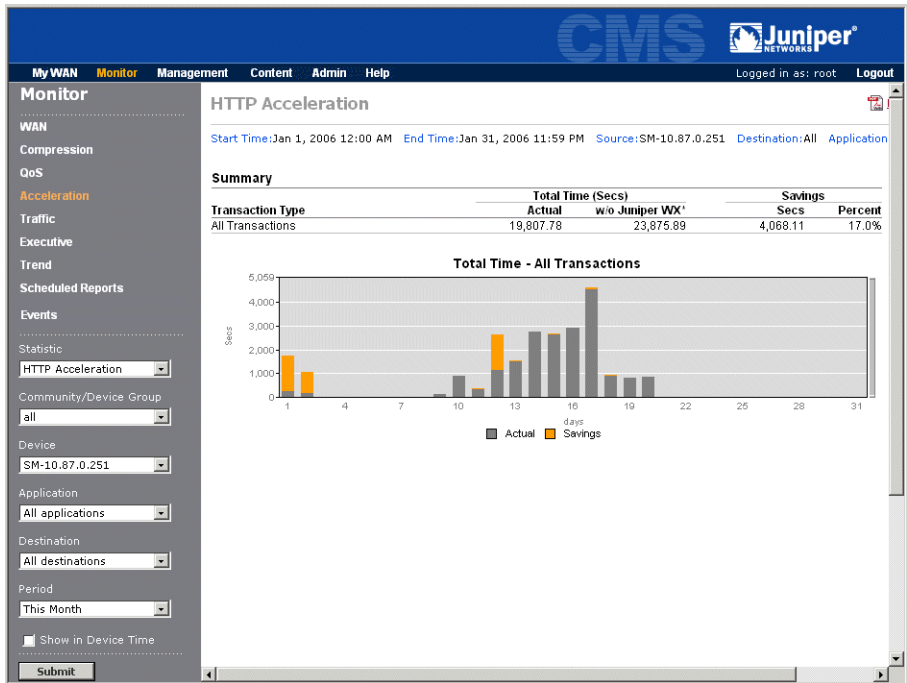 CMS
Juniper®
NETWORKS
My WAN Monitor Management Content Admin Help Logged in as: root Logout
Monitor
WAN
Compression
QoS
Acceleration
Traffic
Executive
Trend
Scheduled Reports
Events
Statistic
HTTP Acceleration
Community/Device Group
all
Device
SM-10.87.0.251
Application
All applications
Destination
All destinations
Period
This Month
Show in Device Time
Submit
HTTP Acceleration
Start Time:Jan 1, 2006 12:00 AM End Time:Jan 31, 2006 11:59 PM Source:SM-10.87.0.251 Destination:All Application
Summary
Total Time (Secs) Savings
Transaction Type Actual w/o Juniper WX* Secs Percent
All Transactions 19,807.78 23,875.89 4,068.11 17.0%
Total Time - All Transactions
5,059
4,000
3,000
2,000
1,000
0
Secs
1 4 7 10 13 16 19 22 25 28 31
days
Actual Savings